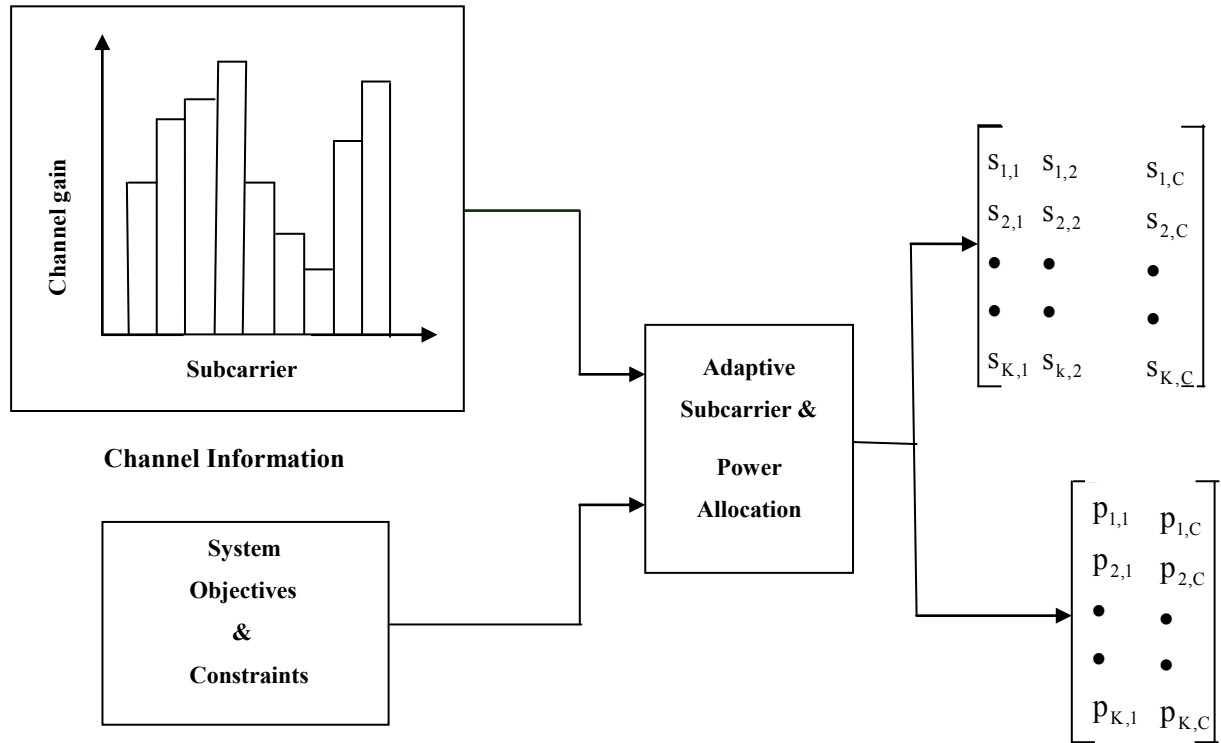 Channel gain
Subcarrier
Channel Information
System
Objectives
&
Constraints
Adaptive
Subcarrier &
Power
Allocation
s1,1 s1,2 s1,C
s2,1 s2,2 s2,C
• • •
• • •
sK,1 sk,2 sK,C
p1,1 p1,C
p2,1 p2,C
• •
• •
pK,1 pK,C